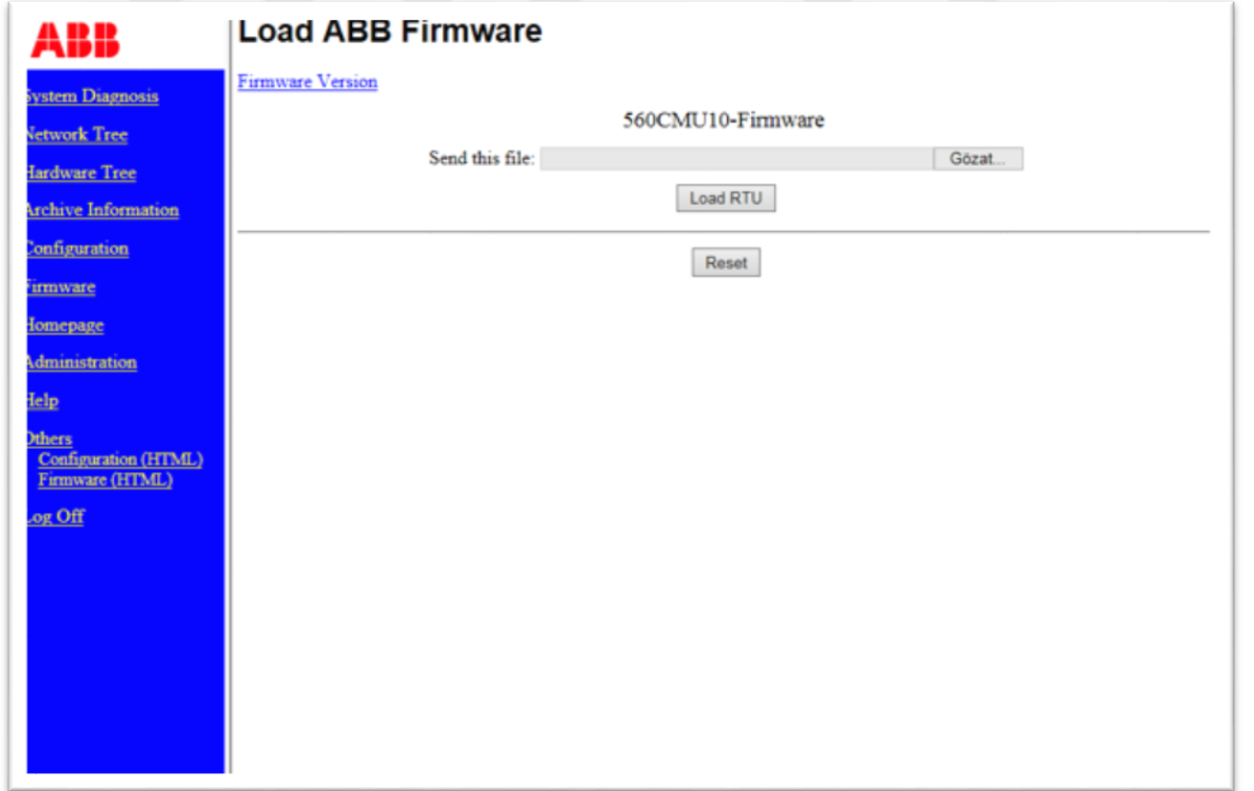 ABB
System Diagnosis
Network Tree
Hardware Tree
Archive Information
Configuration
Firmware
Homepage
Administration
Help
Others
Configuration (HTML)
Firmware (HTML)
Log Off
Load ABB Firmware
Firmware Version
560CMU10-Firmware
Send this file: Gözat...
Load RTU
Reset